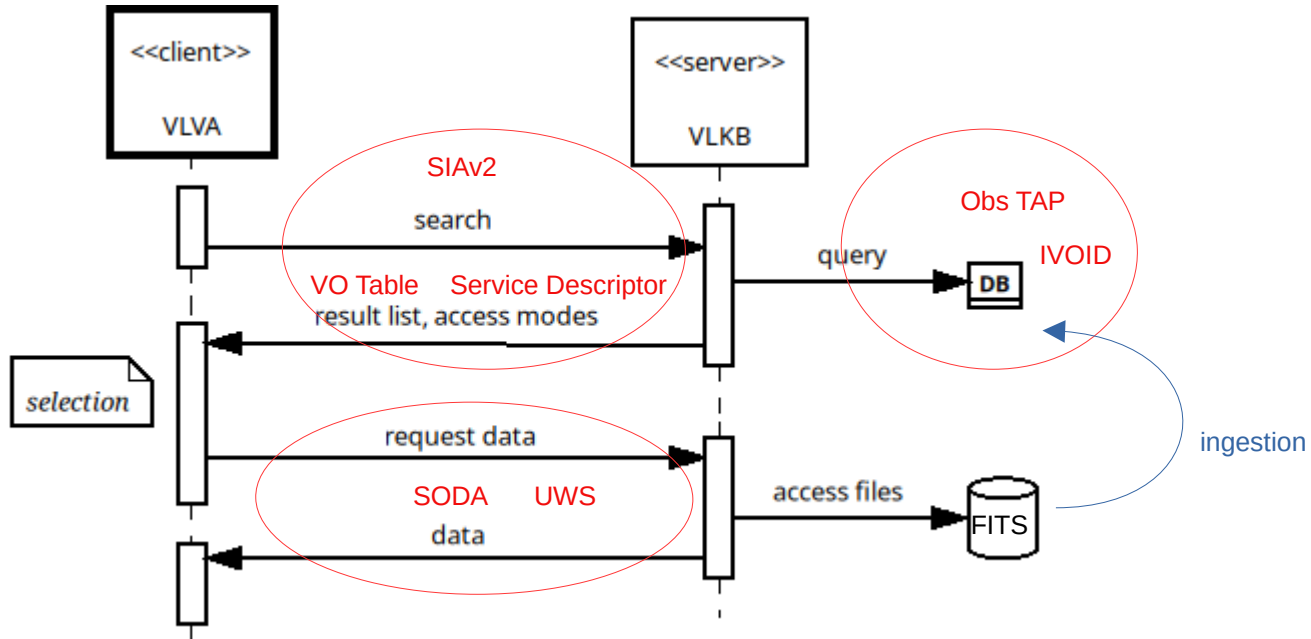 <<client>>
VLVA
<<server>>
VLKB
SIAv2
search
VO Table
Service Descriptor
result list, access modes
Obs TAP
IVOID
query
DB
selection
request data
SODA
UWS
data
access files
FITS
ingestion